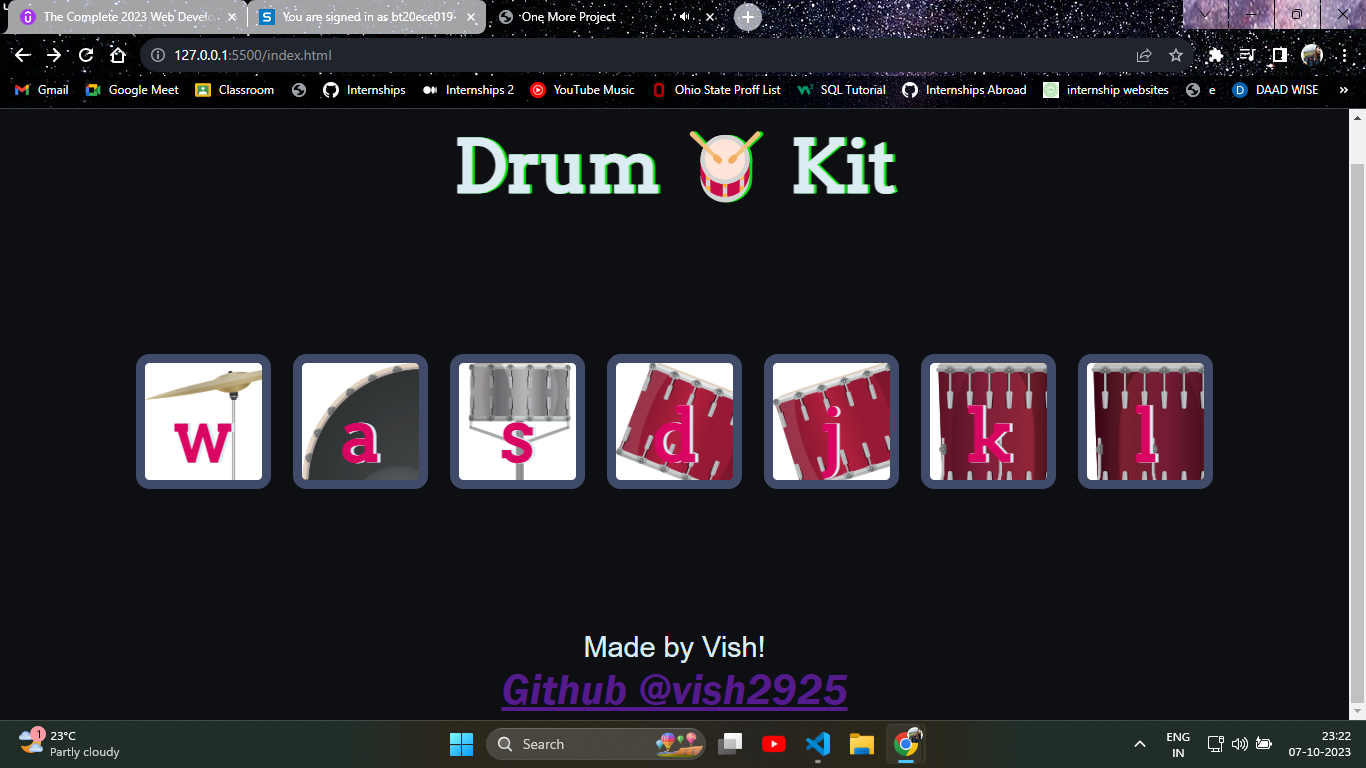 The Complete 2023 Web Develo
You are signed in as bt20ece019-
One More Project
127.0.0.1:5500/index.html
Gmail
Google Meet
Classroom
Internships
Internships 2
YouTube Music
Ohio State Proff List
SQL Tutorial
Internships Abroad
internship websites
e
DAAD WISE
»
Drum Kit
w a s d j k l
Made by Vish!
Github @vish2925
1
23°C
Partly cloudy
Search
ENG
IN
23:22
07-10-2023